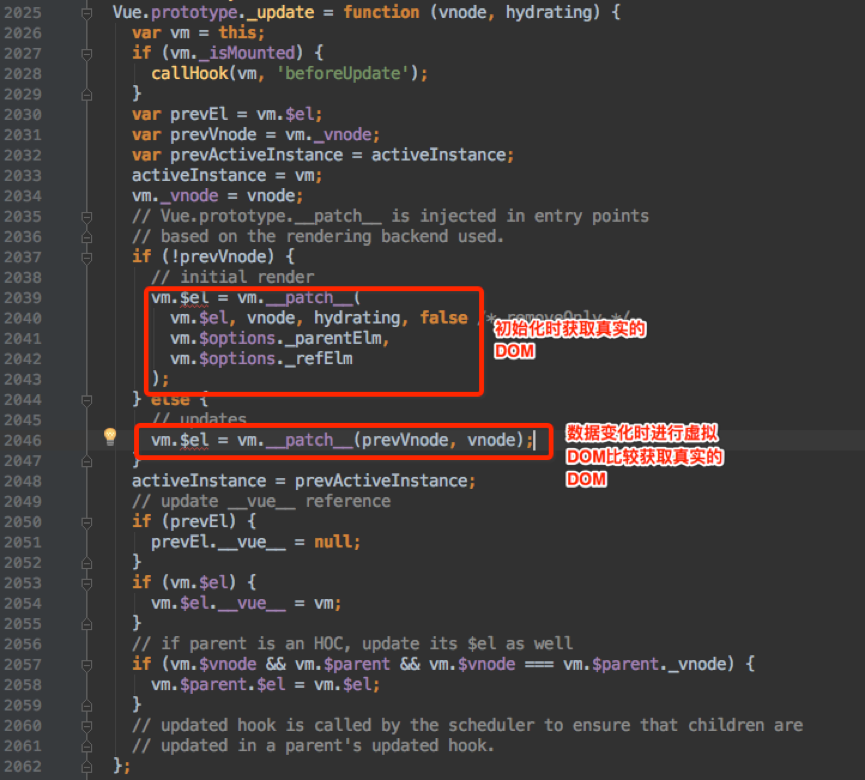 2025 Vue.prototype._update = function (vnode, hydrating) {
2026 var vm = this;
2027 if (vm._isMounted) {
2028 callHook(vm, 'beforeUpdate');
2029 }
2030 var prevEl = vm.$el;
2031 var prevVnode = vm._vnode;
2032 var prevActiveInstance = activeInstance;
2033 activeInstance = vm;
2034 vm._vnode = vnode;
2035 // Vue.prototype.__patch__ is injected in entry points
2036 // based on the rendering backend used.
2037 if (!prevVnode) {
2038 // initial render
2039 vm.$el = vm.__patch__(
2040 vm.$el, vnode, hydrating, false /* removeOnly */
初始化时获取真实的
DOM
2041 vm.$options._parentElm,
2042 vm.$options._refElm
2043 );
2044 } else {
2045 // updates
2046 vm.$el = vm.__patch__(prevVnode, vnode);
数据变化时进行虚拟
DOM比较获取真实的
DOM
2047 }
2048 activeInstance = prevActiveInstance;
2049 // update __vue__ reference
2050 if (prevEl) {
2051 prevEl.__vue__ = null;
2052 }
2053 if (vm.$el) {
2054 vm.$el.__vue__ = vm;
2055 }
2056 // if parent is an HOC, update its $el as well
2057 if (vm.$vnode && vm.$parent && vm.$vnode === vm.$parent._vnode) {
2058 vm.$parent.$el = vm.$el;
2059 }
2060 // updated hook is called by the scheduler to ensure that children are
2061 // updated in a parent's updated hook.
2062 };